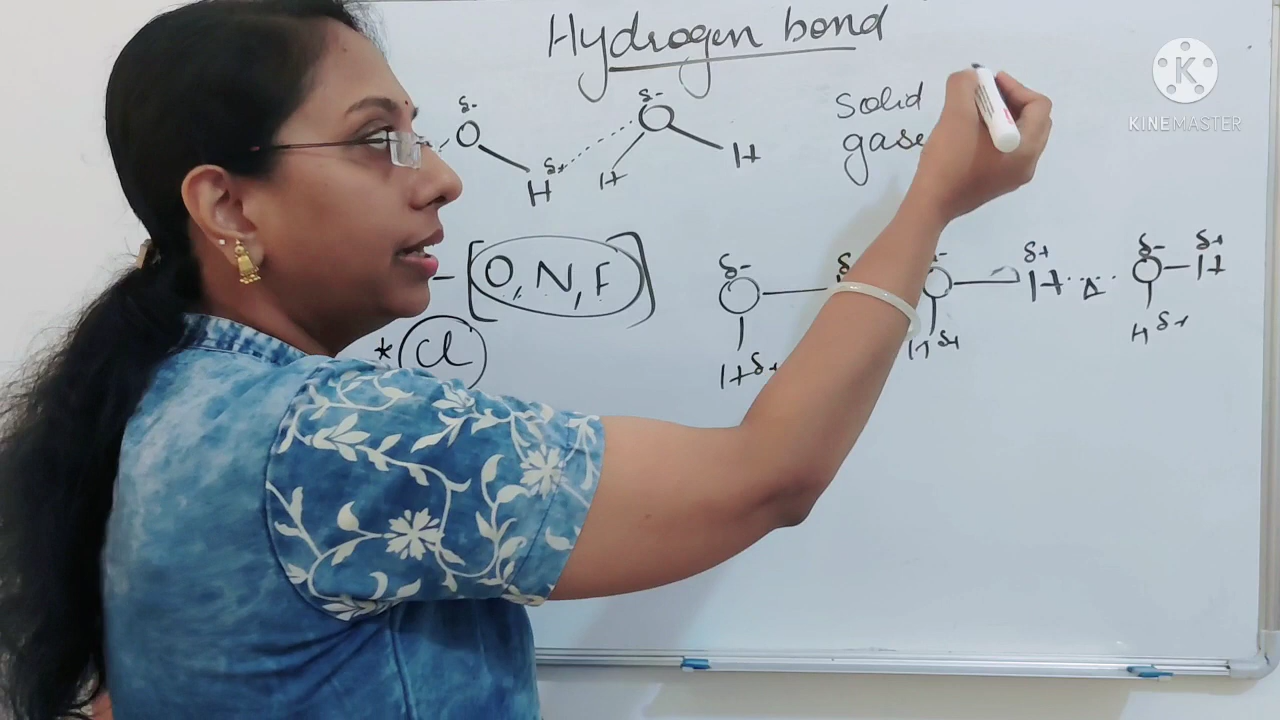 Hydrogen bond
δ- O H δ+ δ- O H H
solid
gase
[O, N, F]
* Cl
δ- δ δ- δ+ H δ- O δ+ H
H δ+ H δ+ H δ+
K
KINEMASTER